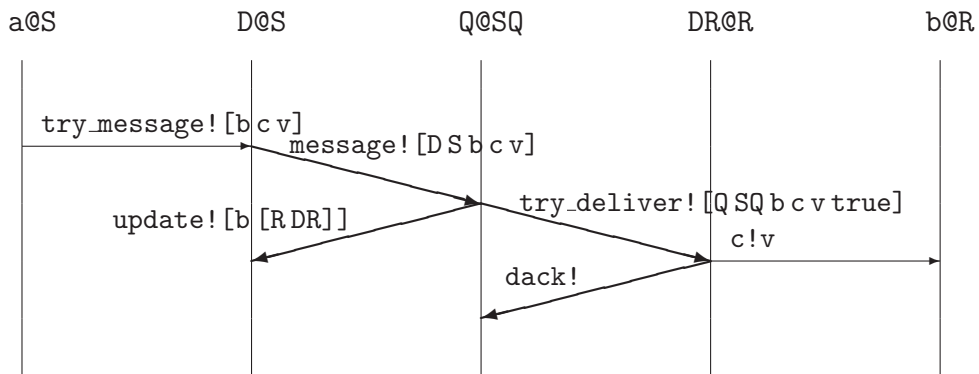 a@S D@S Q@SQ DR@R b@R
try_message![b c v]
message![D S b c v]
try_deliver![Q SQ b c v true]
update![b [R DR]]
c!v
dack!